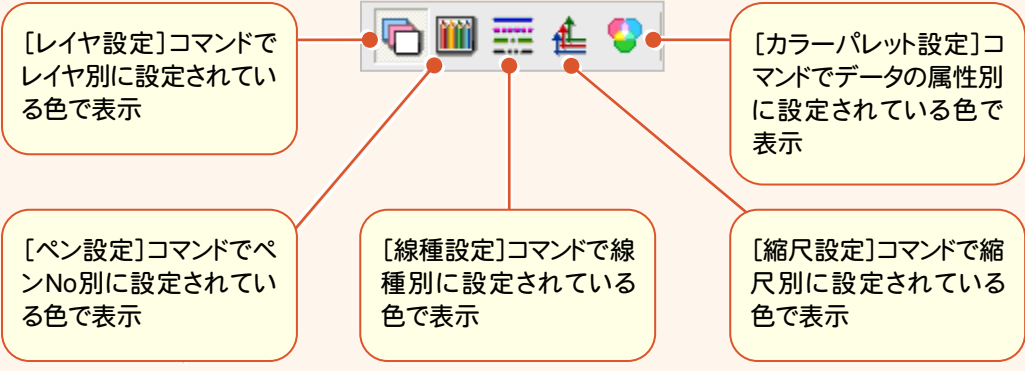 ［レイヤ設定］コマンドで
レイヤ別に設定されてい
る色で表示
［カラーパレット設定］コ
マンドでデータの属性別
に設定されている色で
表示
［ペン設定］コマンドでペ
ンNo別に設定されてい
る色で表示
［線種設定］コマンドで線
種別に設定されている
色で表示
［縮尺設定］コマンドで縮
尺別に設定されている
色で表示